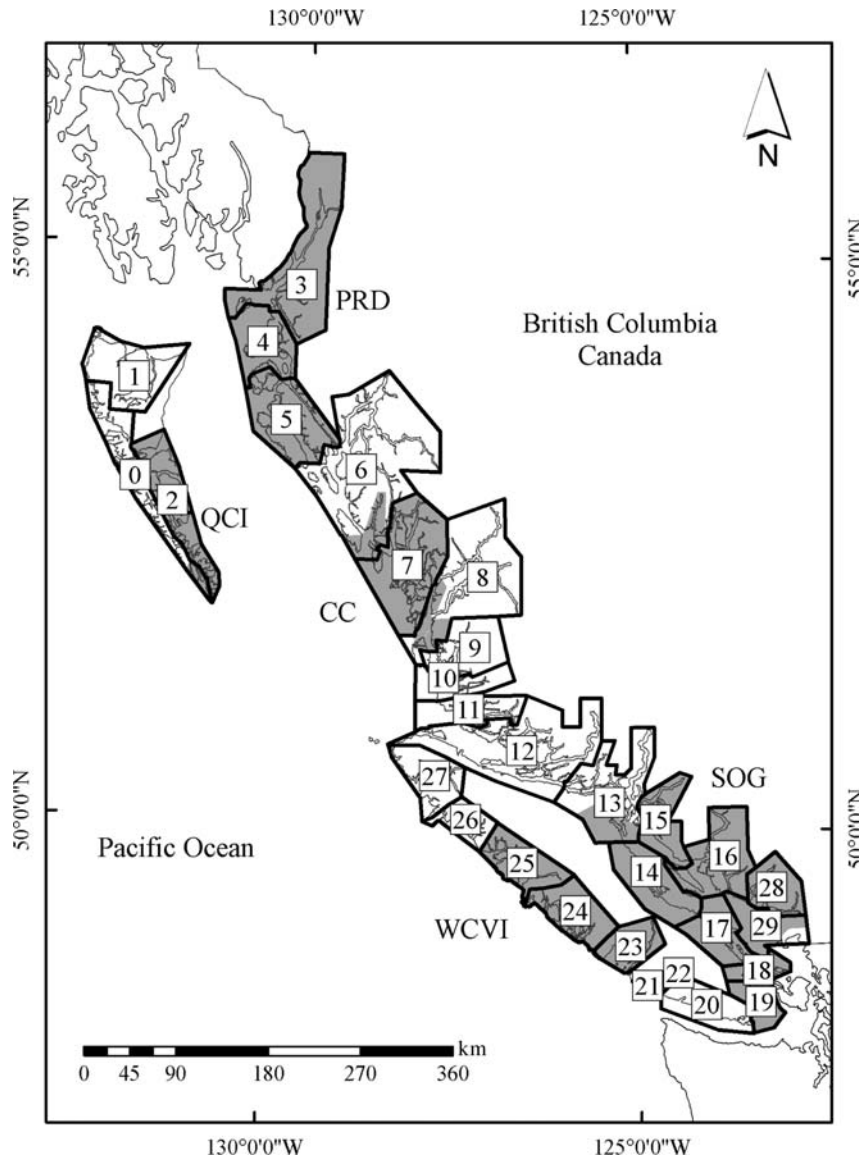 130°0'0"W
125°0'0"W
N
55°0'0"N
55°0'0"N
3
PRD
British Columbia
Canada
4
1
5
6
0
2
QCI
7
8
CC
9
10
11
12
27
13
SOG
26
15
50°0'0"N
50°0'0"N
Pacific Ocean
25
14
16
28
24
WCVI
17
29
23
22
18
21
20
19
km
0 45 90 180 270 360
130°0'0"W
125°0'0"W